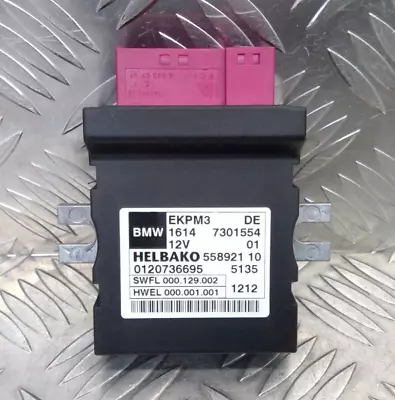 EKPM3 DE
BMW 1614 7301554
12V 01
HELBAKO 558921 10
0120736695 5135
SWFL 000.129.002
HWEL 000.001.001 1212